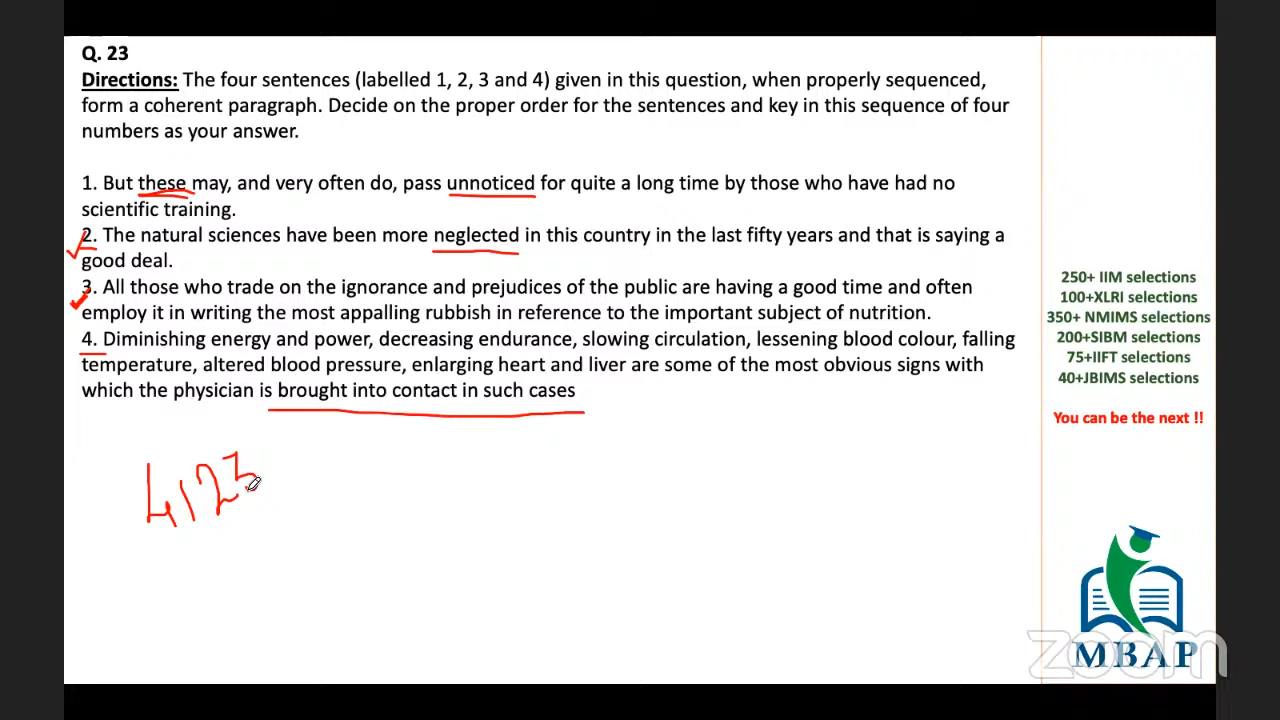 Q. 23
Directions: The four sentences (labelled 1, 2, 3 and 4) given in this question, when properly sequenced,
form a coherent paragraph. Decide on the proper order for the sentences and key in this sequence of four
numbers as your answer.
1. But these may, and very often do, pass unnoticed for quite a long time by those who have had no
scientific training.
2. The natural sciences have been more neglected in this country in the last fifty years and that is saying a
good deal.
3. All those who trade on the ignorance and prejudices of the public are having a good time and often
employ it in writing the most appalling rubbish in reference to the important subject of nutrition.
4. Diminishing energy and power, decreasing endurance, slowing circulation, lessening blood colour, falling
temperature, altered blood pressure, enlarging heart and liver are some of the most obvious signs with
which the physician is brought into contact in such cases
4123
250+ IIM selections
100+XLRI selections
350+ NMIMS selections
200+SIBM selections
75+IIFT selections
40+JBIMS selections
You can be the next !!
zoom
MBAP